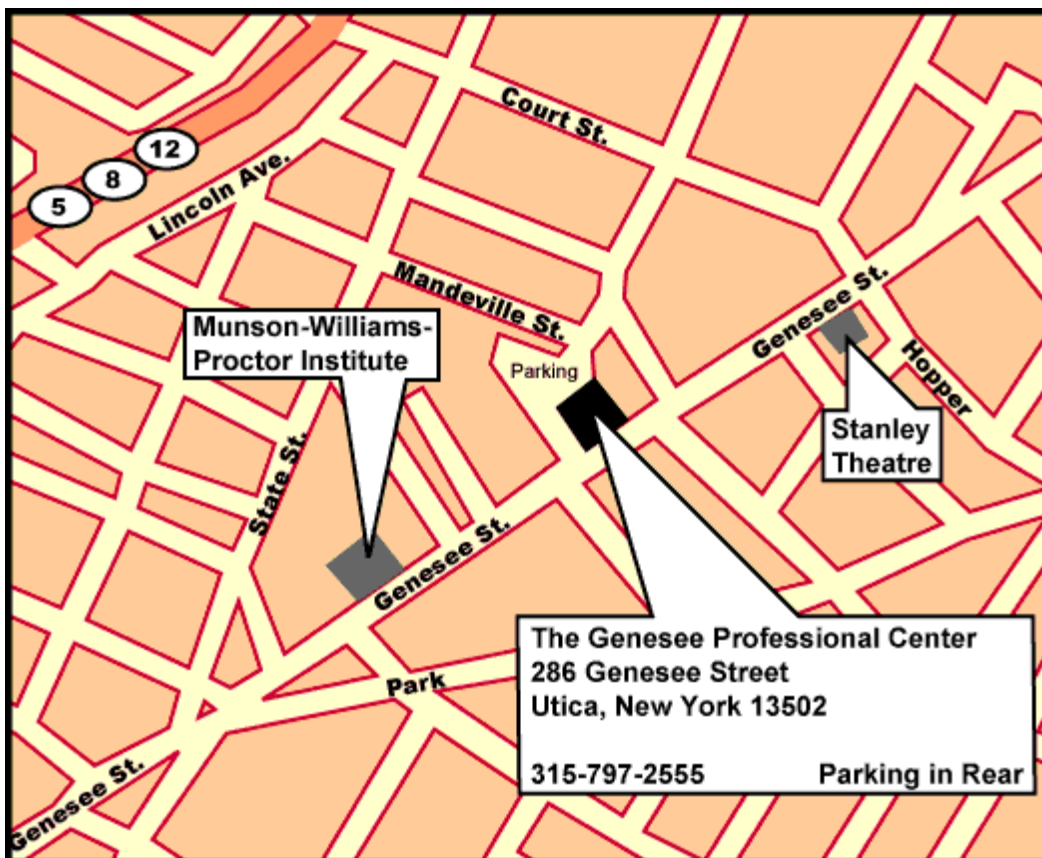 Court St.
12
8
5
Lincoln Ave.
Mandeville St.
Genesee St.
Munson-Williams-
Proctor Institute
Parking
Hopper
Stanley
Theatre
State St.
Genesee St.
The Genesee Professional Center
286 Genesee Street
Utica, New York 13502
315-797-2555 Parking in Rear
Park
Genesee St.